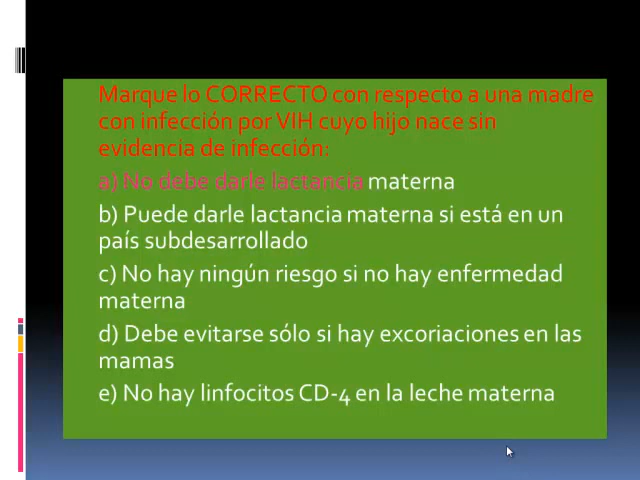 Marque lo CORRECTO con respecto a una madre
con infección por VIH cuyo hijo nace sin
evidencia de infección:
a) No debe darle lactancia materna
b) Puede darle lactancia materna si está en un
país subdesarrollado
c) No hay ningún riesgo si no hay enfermedad
materna
d) Debe evitarse sólo si hay excoriaciones en las
mamas
e) No hay linfocitos CD-4 en la leche materna